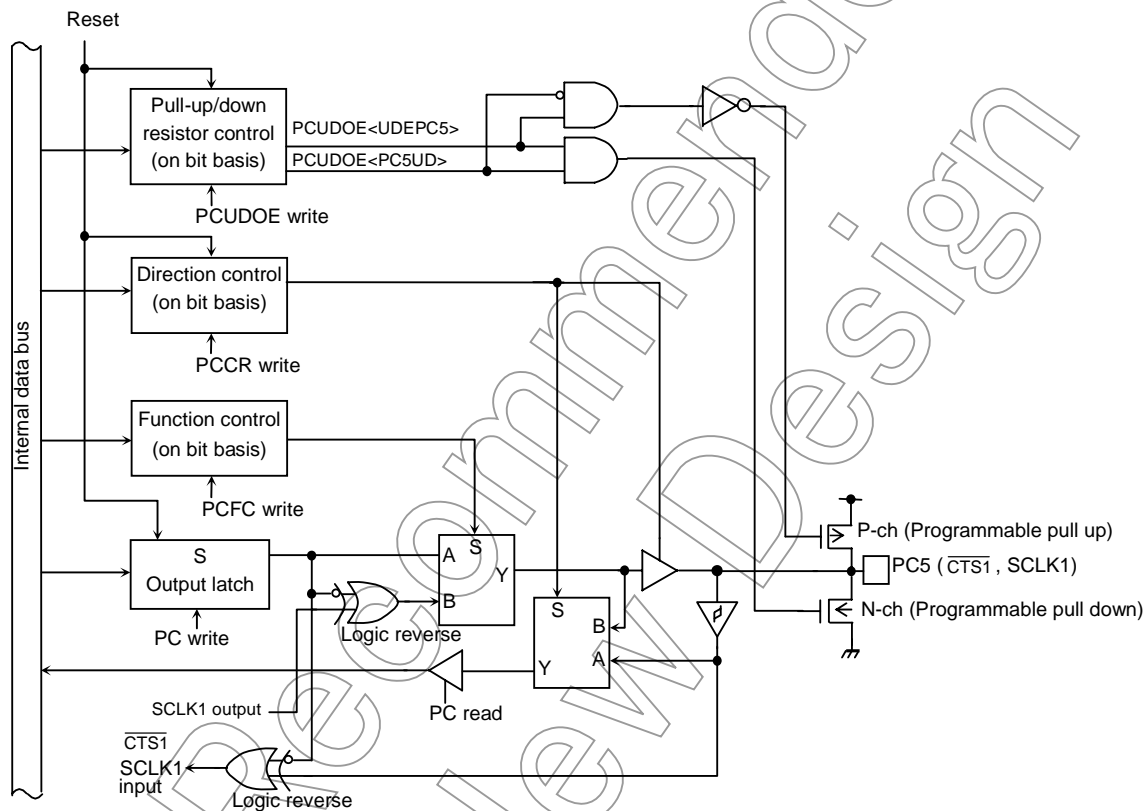 Reset
Pull-up/down
resistor control
(on bit basis)
PCUDOE<UDEPC5>
PCUDOE<PC5UD>
PCUDOE write
Direction control
(on bit basis)
PCCR write
Internal data bus
Function control
(on bit basis)
PCFC write
S
Output latch
PC write
A
S
Y
B
Logic reverse
S
B
Y
A
P-ch (Programmable pull up)
PC5 (CTS1, SCLK1)
N-ch (Programmable pull down)
SCLK1 output
PC read
CTS1
SCLK1
input
Logic reverse
Recommended
New Design